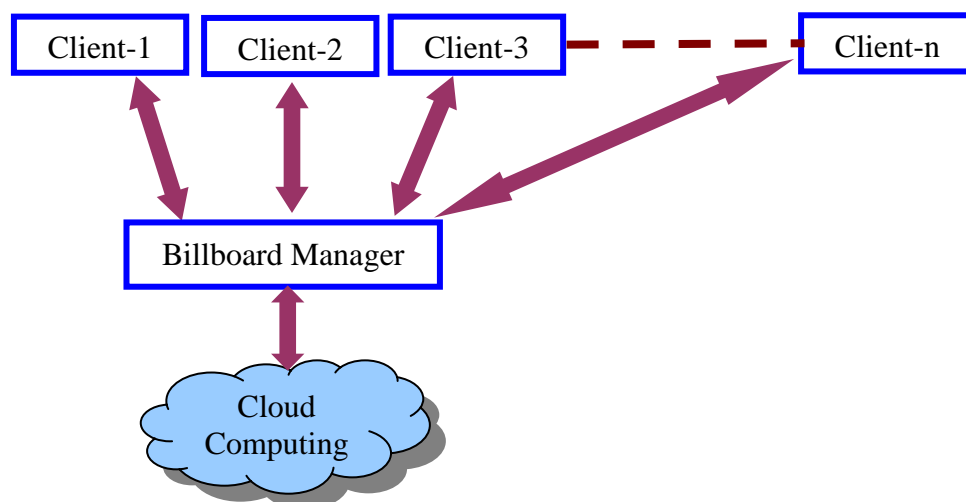 Client-1
Client-2
Client-3
Client-n
Billboard Manager
Cloud
Computing